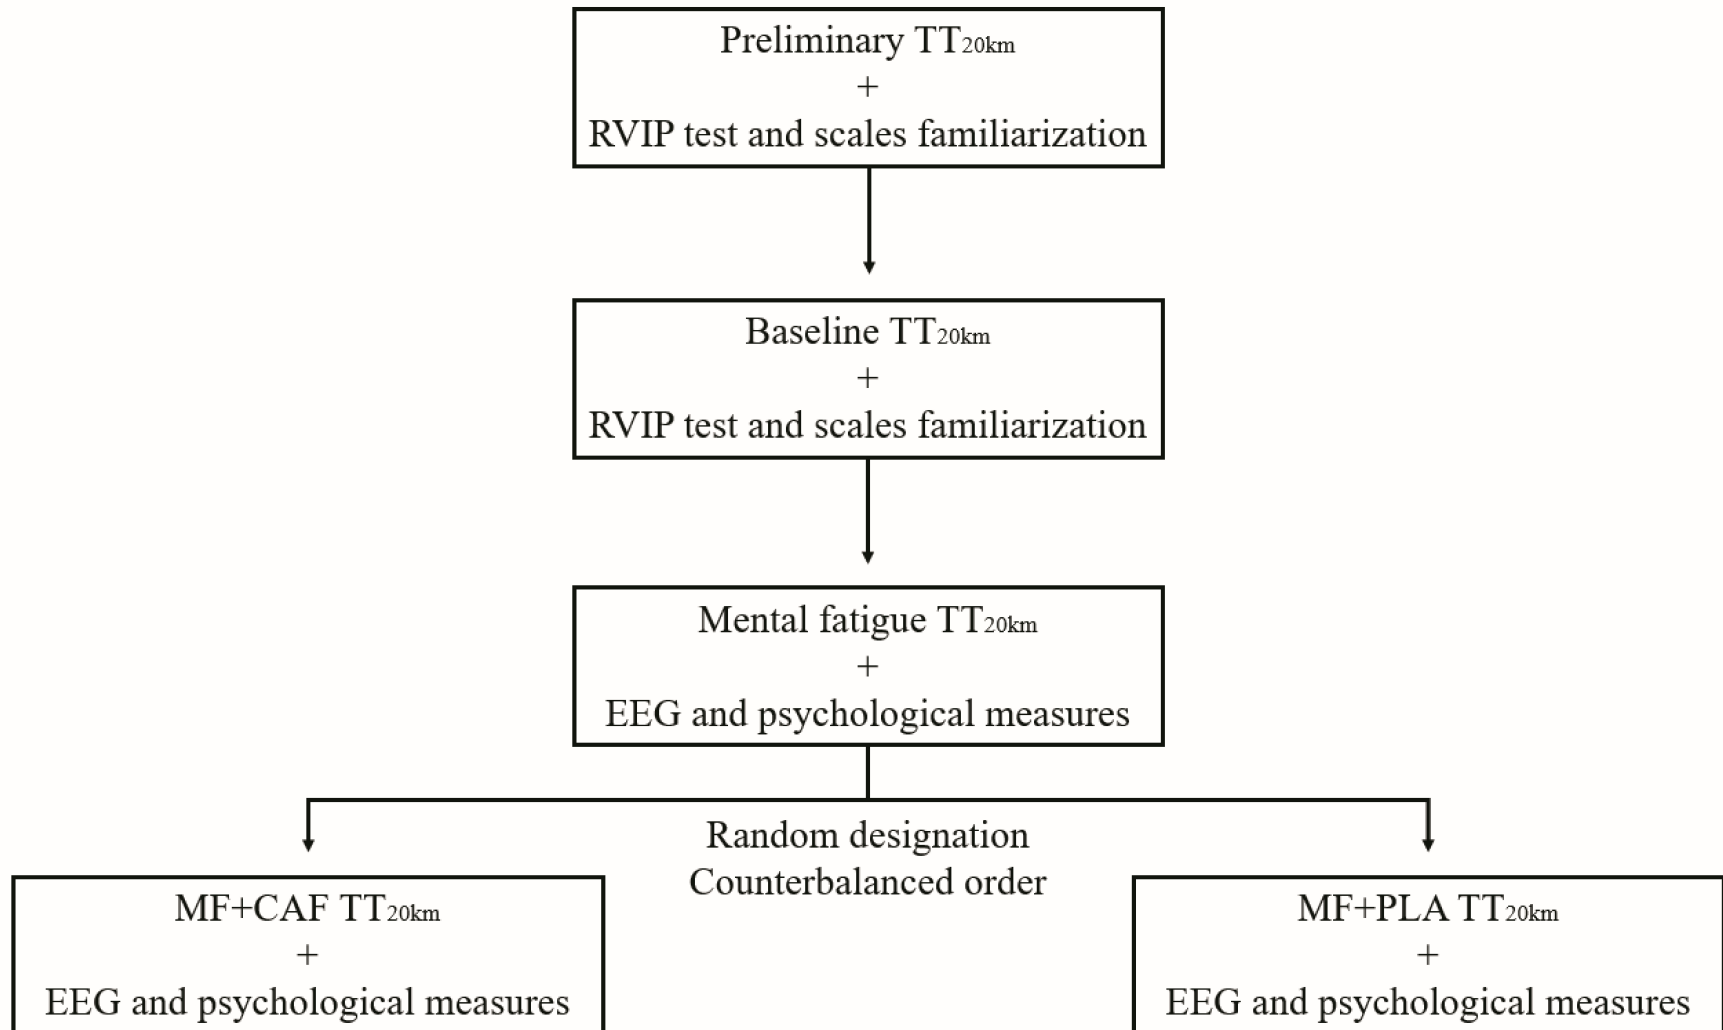 Preliminary TT20km
+
RVIP test and scales familiarization
Baseline TT20km
+
RVIP test and scales familiarization
Mental fatigue TT20km
+
EEG and psychological measures
Random designation
Counterbalanced order
MF+CAF TT20km
+
EEG and psychological measures
MF+PLA TT20km
+
EEG and psychological measures